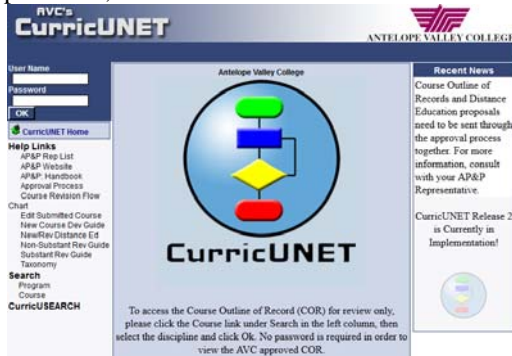 AVC's
CurricUNET
ANTELOPE VALLEY COLLEGE
User Name
Password
OK
CurricUNET Home
Help Links
AP&P Rep List
AP&P Website
AP&P: Handbook
Approval Process
Course Revision Flow
Chart
Edit Submitted Course
New Course Dev Guide
New/Rev Distance Ed
Non-Substant Rev Guide
Substant Rev Guide
Taxonomy
Search
Program
Course
CurricUSEARCH
Antelope Valley College
CurricUNET
To access the Course Outline of Record (COR) for review only,
please click the Course link under Search in the left column, then
select the discipline and click Ok. No password is required in order to
view the AVC approved COR.
Recent News
Course Outline of
Records and Distance
Education proposals
need to be sent through
the approval process
together. For more
information, consult
with your AP&P
Representative.
CurricUNET Release 2
is Currently in
Implementation!